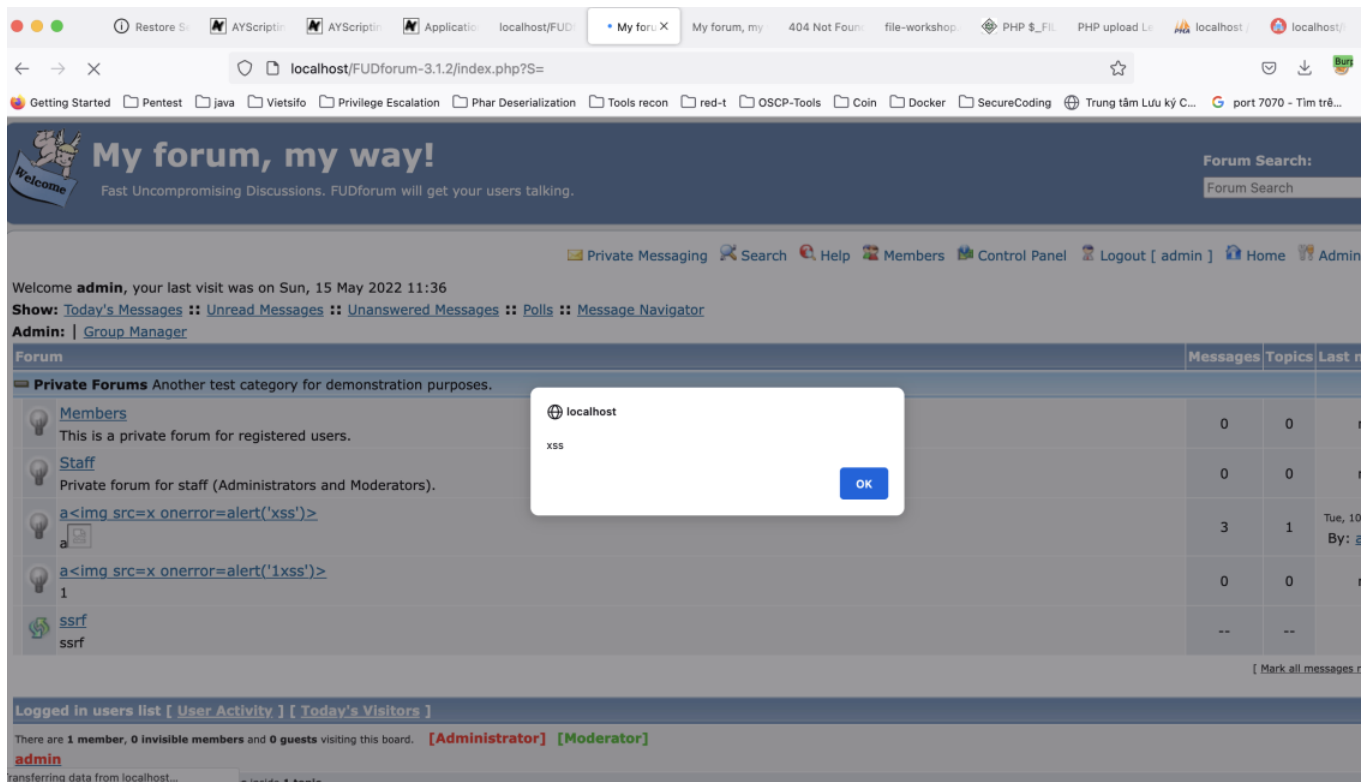 Restore S
AYScriptin
AYScriptin
Applicatio
localhost/FUDf
My foru
My forum, my
404 Not Foun
file-workshop.
PHP $_FIL
PHP upload Le
localhost /
localhost/
localhost/FUDforum-3.1.2/index.php?S=
Getting Started Pentest java Vietsifo Privilege Escalation Phar Deserialization Tools recon red-t OSCP-Tools Coin Docker SecureCoding Trung tâm Lưu ký C... port 7070 - Tìm trê...
Welcome
My forum, my way!
Fast Uncompromising Discussions. FUDforum will get your users talking.
Forum Search:
Forum Search
Private Messaging Search Help Members Control Panel Logout [ admin ] Home Admin
Welcome admin, your last visit was on Sun, 15 May 2022 11:36
Show: Today's Messages :: Unread Messages :: Unanswered Messages :: Polls :: Message Navigator
Admin: | Group Manager
Forum Messages Topics Last
Private Forums Another test category for demonstration purposes.
Members
This is a private forum for registered users.
0 0
Staff
Private forum for staff (Administrators and Moderators).
0 0
a<img src=x onerror=alert('xss')>
a
3 1
Tue, 10
By:
a<img src=x onerror=alert('1xss')>
1
0 0
ssrf
ssrf
-- --
localhost
xss
OK
[ Mark all messages
Logged in users list [ User Activity ] [ Today's Visitors ]
There are 1 member, 0 invisible members and 0 guests visiting this board. [Administrator] [Moderator]
admin
ransferring data from localhost...